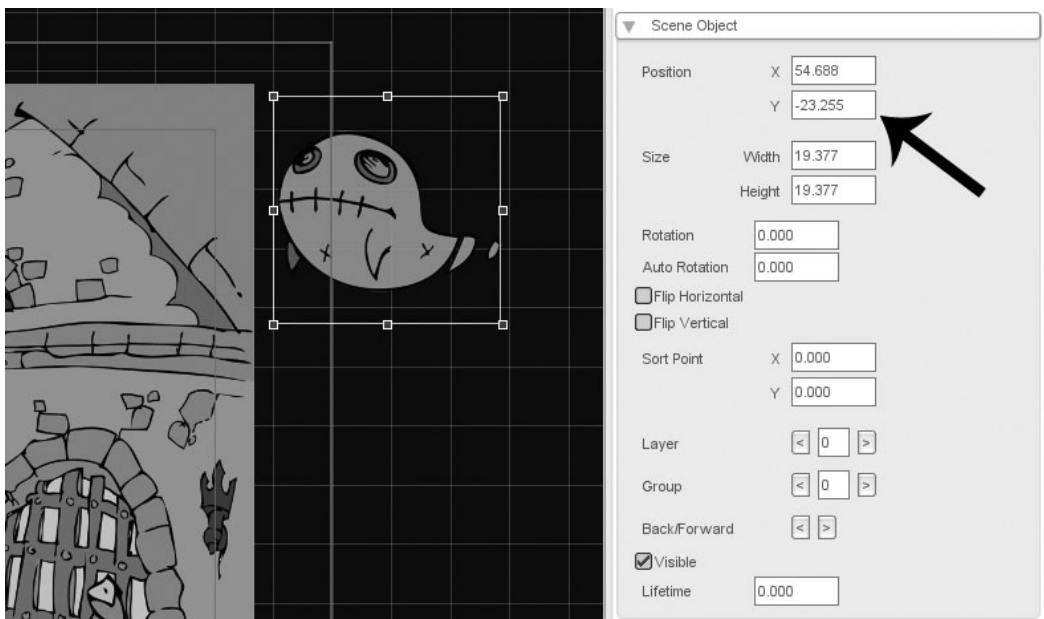 Scene Object
Position X 54.688
Y -23.255
Size Width 19.377
Height 19.377
Rotation 0.000
Auto Rotation 0.000
Flip Horizontal
Flip Vertical
Sort Point X 0.000
Y 0.000
Layer < 0 >
Group < 0 >
Back/Forward < >
Visible
Lifetime 0.000